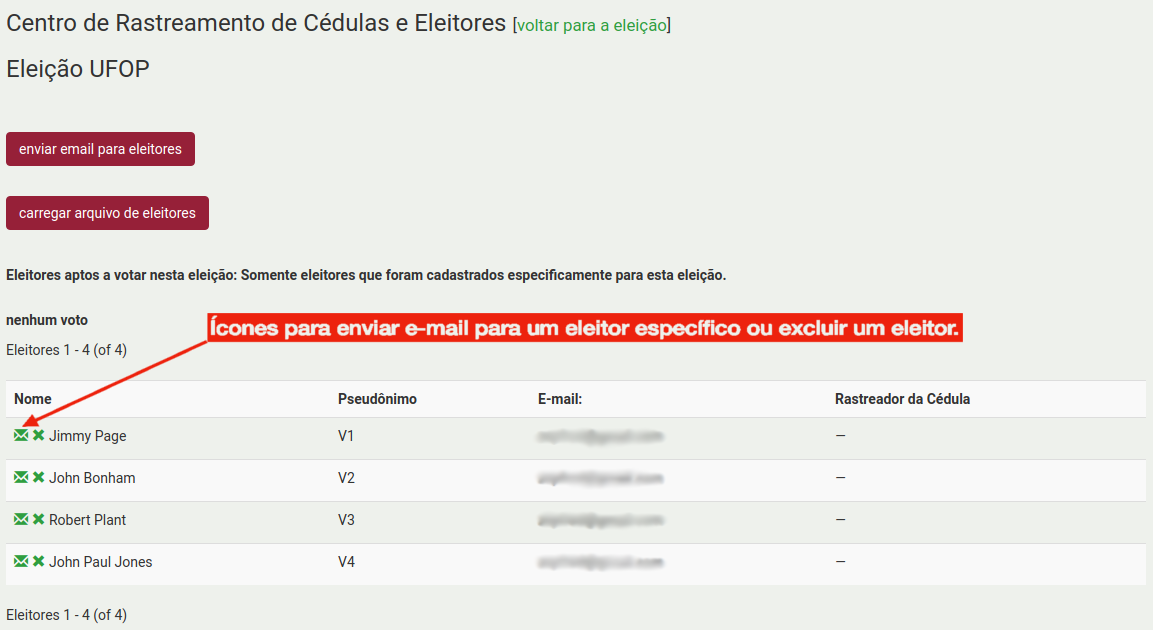 Centro de Rastreamento de Cédulas e Eleitores [voltar para a eleição]
Eleição UFOP
enviar email para eleitores
carregar arquivo de eleitores
Eleitores aptos a votar nesta eleição: Somente eleitores que foram cadastrados especificamente para esta eleição.
nenhum voto
Ícones para enviar e-mail para um eleitor específico ou excluir um eleitor.
Eleitores 1 - 4 (of 4)
Nome Pseudônimo E-mail: Rastreador da Cédula
Jimmy Page V1 —
John Bonham V2 —
Robert Plant V3 —
John Paul Jones V4 —
Eleitores 1 - 4 (of 4)